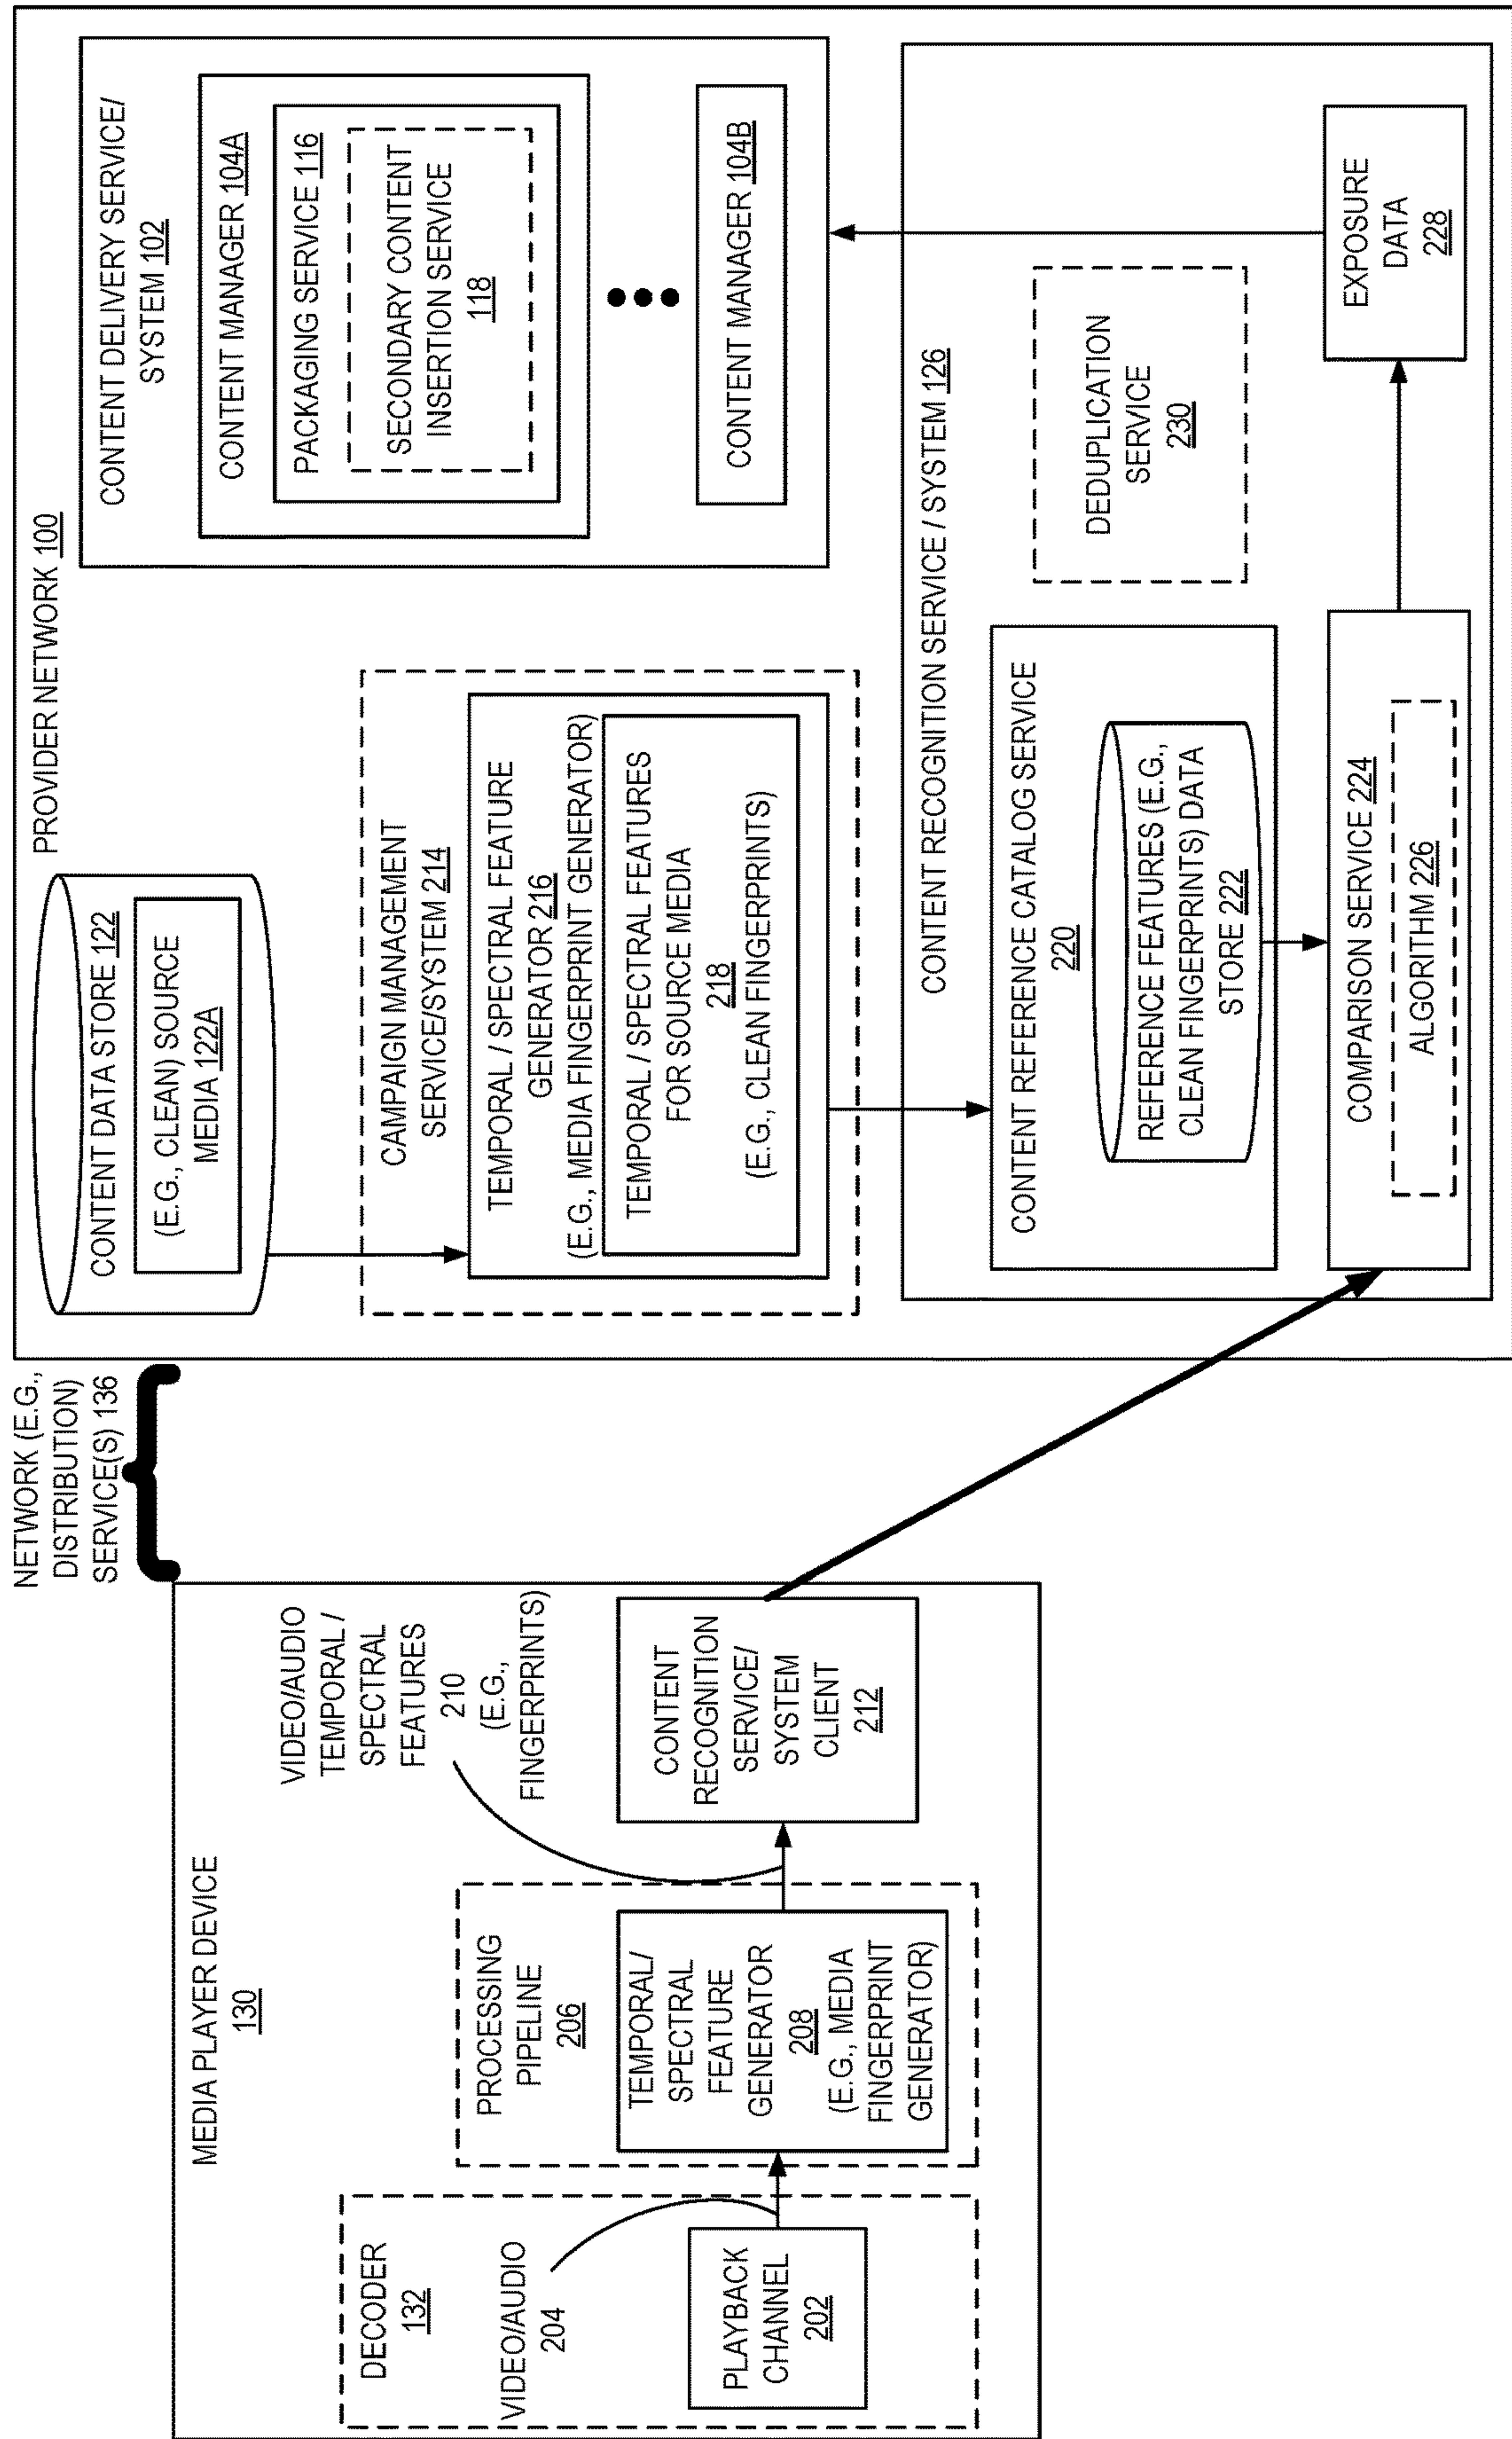 NETWORK (E.G.,
DISTRIBUTION)
SERVICE(S) 136
MEDIA PLAYER DEVICE
130
DECODER
132
VIDEO/AUDIO
204
PLAYBACK
CHANNEL
202
PROCESSING
PIPELINE
206
TEMPORAL/
SPECTRAL
FEATURE
GENERATOR
208
(E.G., MEDIA
FINGERPRINT
GENERATOR)
VIDEO/AUDIO
TEMPORAL /
SPECTRAL
FEATURES
210
(E.G.,
FINGERPRINTS)
CONTENT
RECOGNITION
SERVICE/
SYSTEM
CLIENT
212
PROVIDER NETWORK 100
CONTENT DATA STORE 122
(E.G., CLEAN) SOURCE
MEDIA 122A
CAMPAIGN MANAGEMENT
SERVICE/SYSTEM 214
TEMPORAL / SPECTRAL FEATURE
GENERATOR 216
(E.G., MEDIA FINGERPRINT GENERATOR)
TEMPORAL / SPECTRAL FEATURES
FOR SOURCE MEDIA
218
(E.G., CLEAN FINGERPRINTS)
CONTENT DELIVERY SERVICE/
SYSTEM 102
CONTENT MANAGER 104A
PACKAGING SERVICE 116
SECONDARY CONTENT
INSERTION SERVICE
118
CONTENT MANAGER 104B
CONTENT RECOGNITION SERVICE / SYSTEM 126
CONTENT REFERENCE CATALOG SERVICE
220
REFERENCE FEATURES (E.G.,
CLEAN FINGERPRINTS) DATA
STORE 222
DEDUPLICATION
SERVICE
230
COMPARISON SERVICE 224
ALGORITHM 226
EXPOSURE
DATA
228